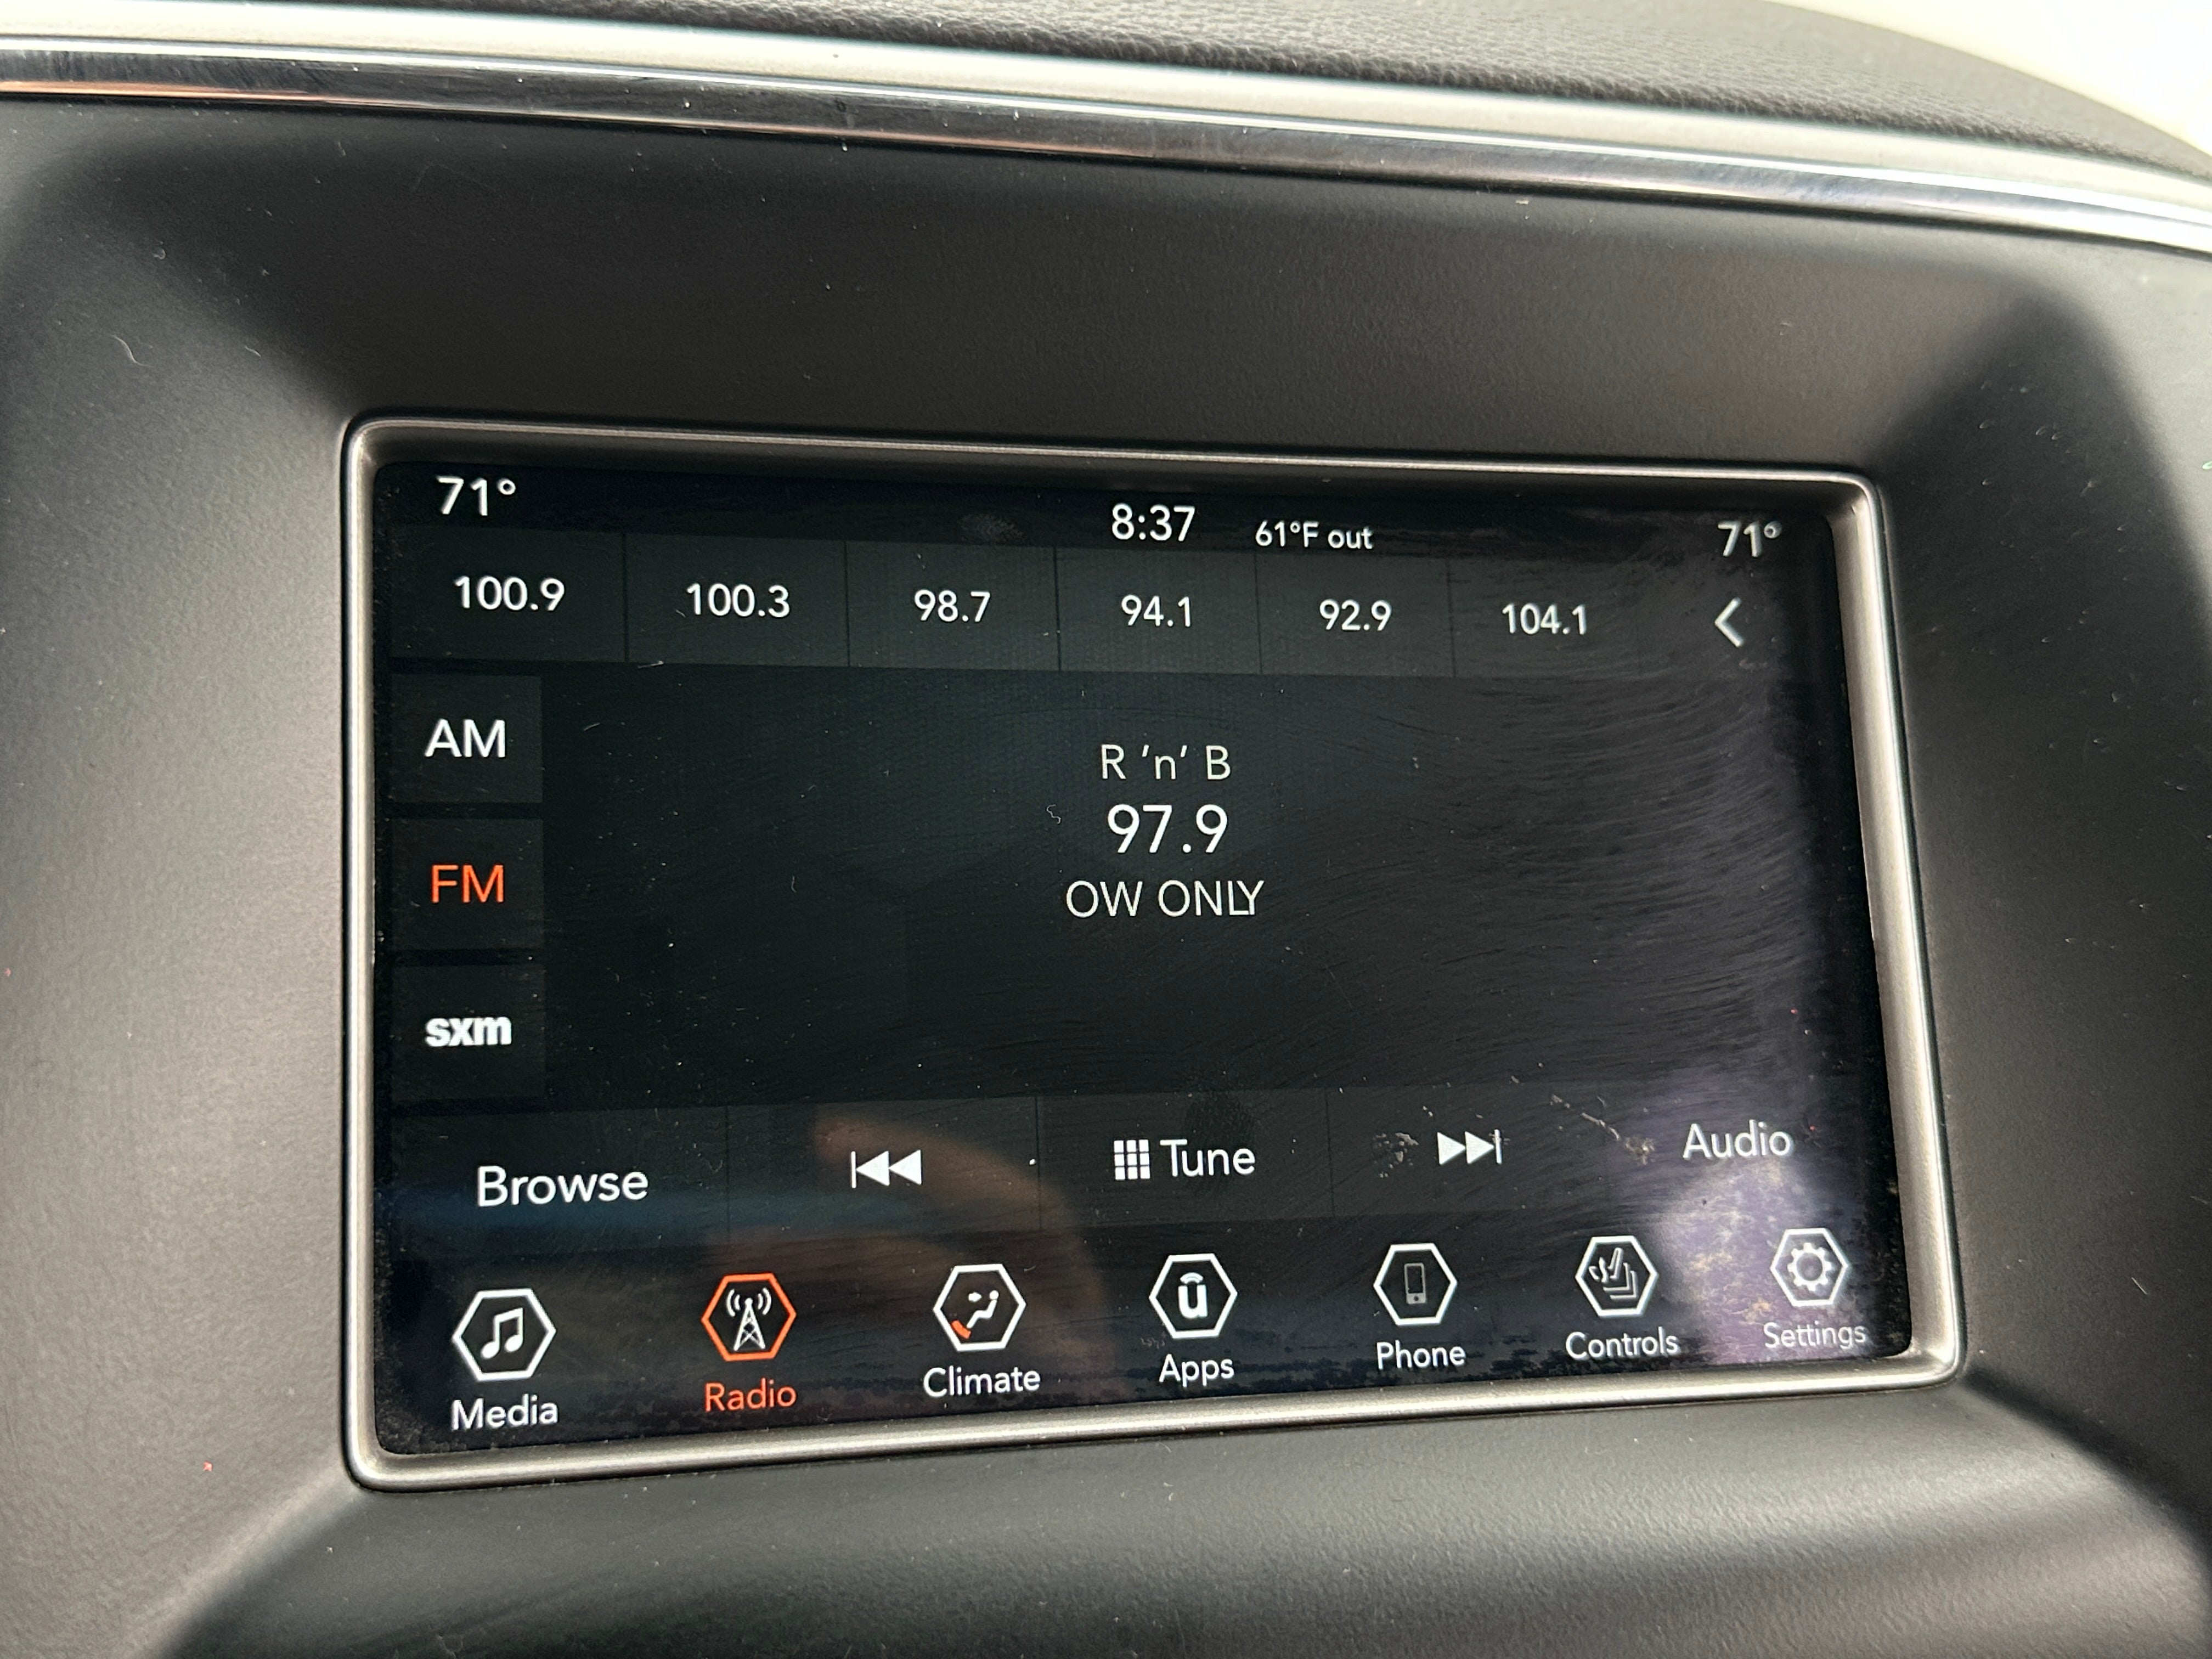 71° 8:37 61°F out 71°
100.9 100.3 98.7 94.1 92.9 104.1
AM
R 'n' B
97.9
FM
OW ONLY
sxm
Browse Tune Audio
Media Radio Climate Apps Phone Controls Settings